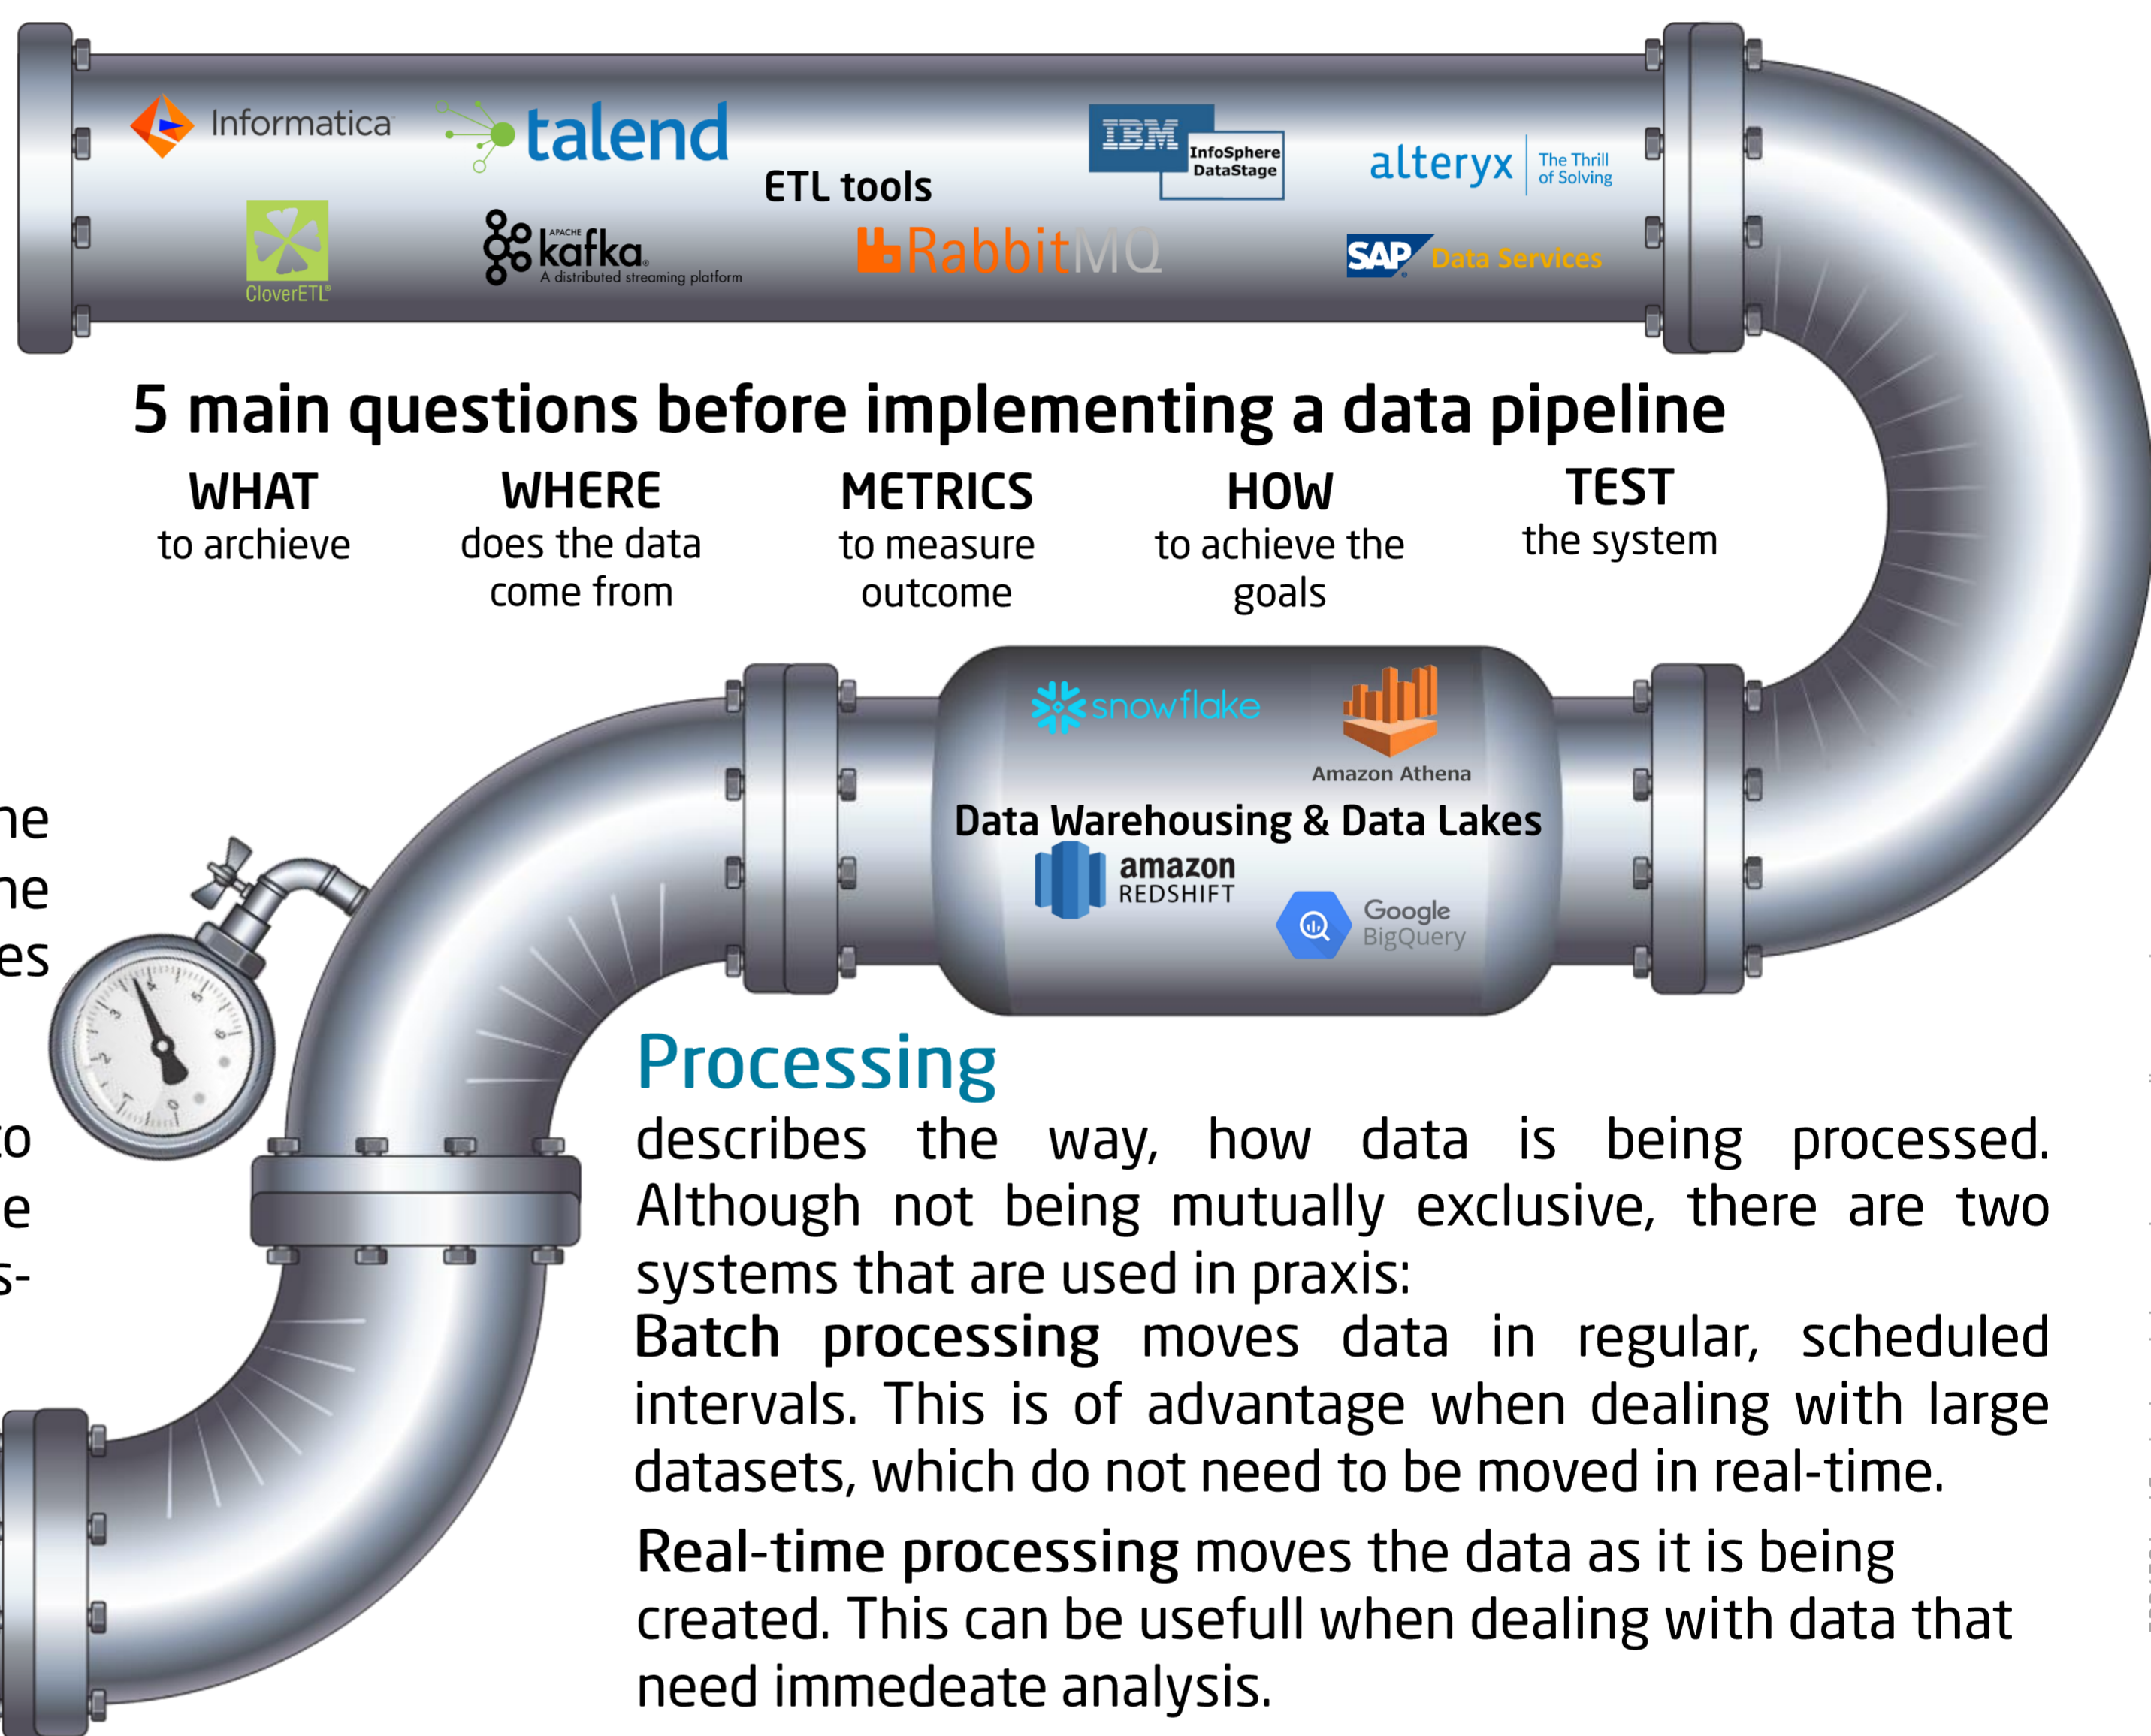 Informatica
talend
ETL tools
IBM
InfoSphere
DataStage
alteryx
The Thrill
of Solving
CloverETL®
APACHE
kafka®
A distributed streaming platform
RabbitMQ
SAP® Data Services
5 main questions before implementing a data pipeline
WHAT
to archieve
WHERE
does the data
come from
METRICS
to measure
outcome
HOW
to achieve the
goals
TEST
the system
snowflake
Amazon Athena
Data Warehousing & Data Lakes
amazon
REDSHIFT
Google
BigQuery
0 1 2 3 4 5 6
Processing
describes the way, how data is being processed.
Although not being mutually exclusive, there are two
systems that are used in praxis:
Batch processing moves data in regular, scheduled
intervals. This is of advantage when dealing with large
datasets, which do not need to be moved in real-time.
Real-time processing moves the data as it is being
created. This can be usefull when dealing with data that
need immedeate analysis.